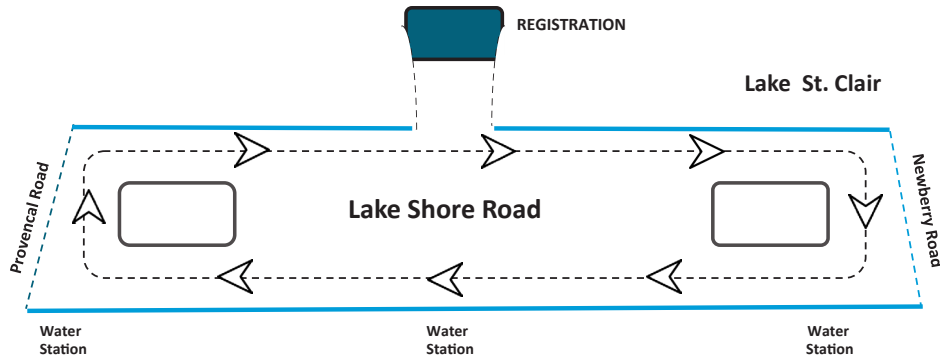 REGISTRATION
Lake St. Clair
Provencal Road
Lake Shore Road
Newberry Road
Water
Station
Water
Station
Water
Station